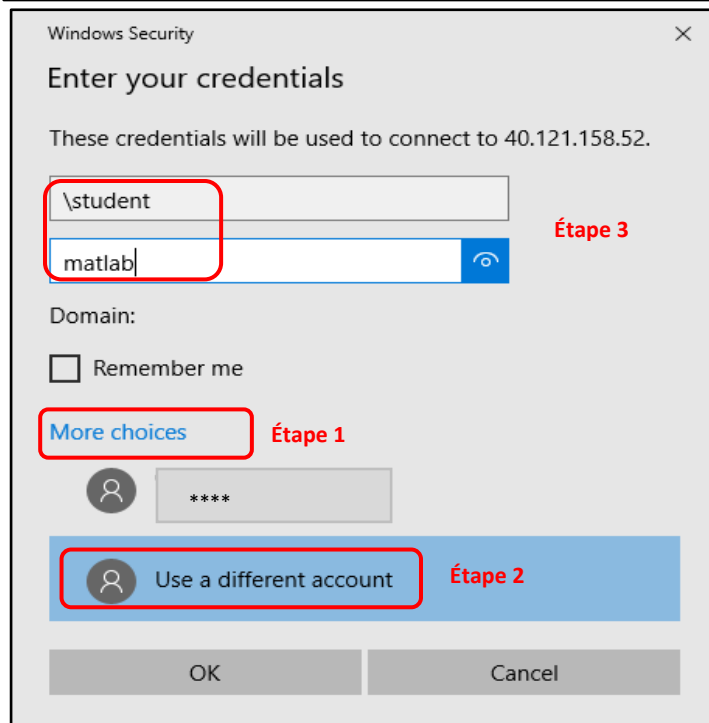 Windows Security
Enter your credentials
These credentials will be used to connect to 40.121.158.52.
\student
Étape 3
matlab
Domain:
Remember me
More choices
Étape 1
****
Use a different account
Étape 2
OK
Cancel